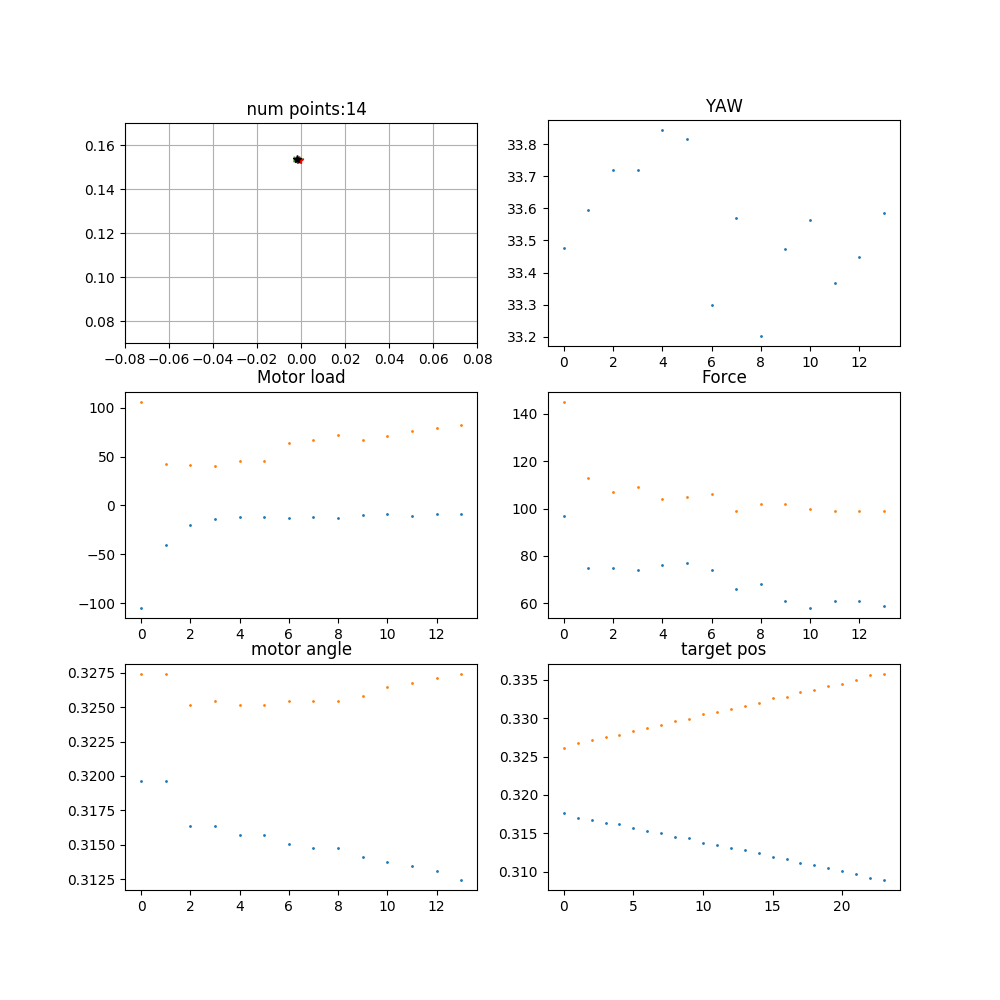 num points:14
0.16
0.14
0.12
0.10
0.08
−0.08 −0.06 −0.04 −0.02 0.00 0.02 0.04 0.06 0.08
YAW
33.8
33.7
33.6
33.5
33.4
33.3
33.2
0 2 4 6 8 10 12
Motor load
100
50
0
−50
−100
0 2 4 6 8 10 12
Force
140
120
100
80
60
0 2 4 6 8 10 12
motor angle
0.3275
0.3250
0.3225
0.3200
0.3175
0.3150
0.3125
0 2 4 6 8 10 12
target pos
0.335
0.330
0.325
0.320
0.315
0.310
0 5 10 15 20